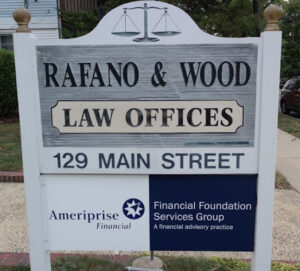 RAFANO & WOOD
LAW OFFICES
129 MAIN STREET
Ameriprise
Financial
Financial Foundation
Services Group
A financial advisory practice